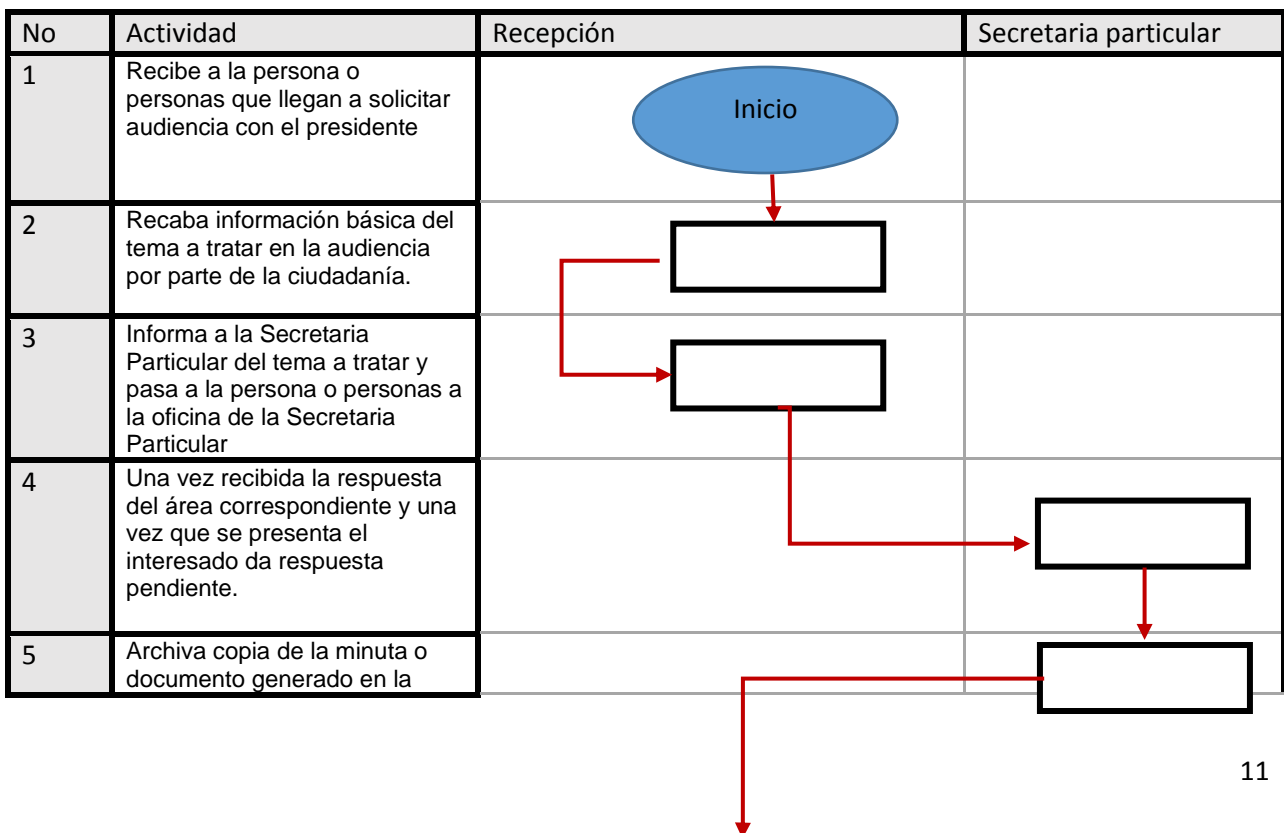 No Actividad Recepción Secretaria particular
1 Recibe a la persona o
personas que llegan a solicitar
audiencia con el presidente
Inicio
2 Recaba información básica del
tema a tratar en la audiencia
por parte de la ciudadanía.
3 Informa a la Secretaria
Particular del tema a tratar y
pasa a la persona o personas a
la oficina de la Secretaria
Particular
4 Una vez recibida la respuesta
del área correspondiente y una
vez que se presenta el
interesado da respuesta
pendiente.
5 Archiva copia de la minuta o
documento generado en la
11